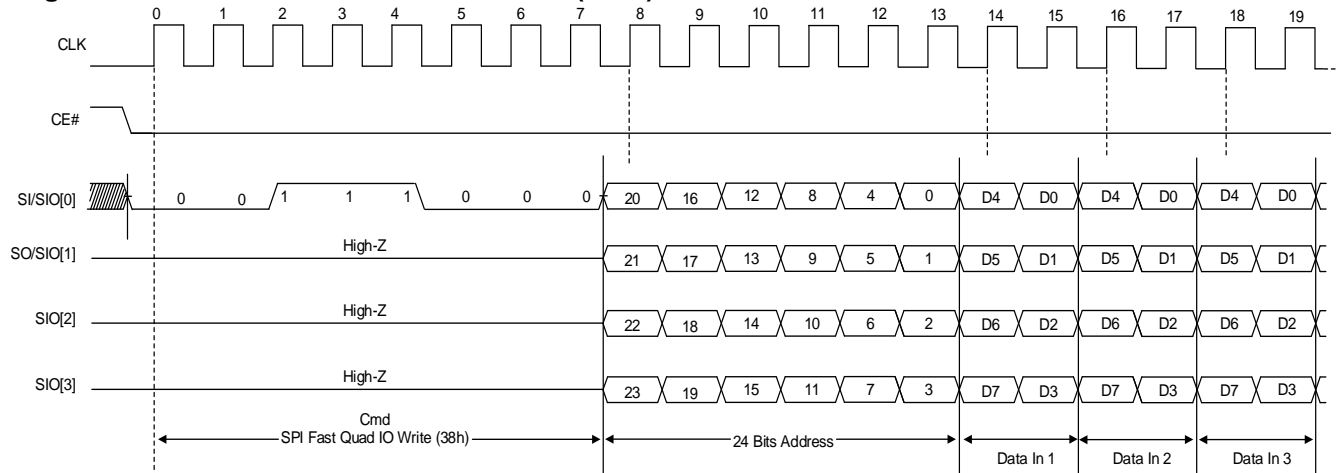 0 1 2 3 4 5 6 7 8 9 10 11 12 13 14 15 16 17 18 19
CLK
CE#
SI/SIO[0] 0 0 1 1 1 0 0 0 20 16 12 8 4 0 D4 D0 D4 D0 D4 D0
SO/SIO[1] High-Z 21 17 13 9 5 1 D5 D1 D5 D1 D5 D1
SIO[2] High-Z 22 18 14 10 6 2 D6 D2 D6 D2 D6 D2
SIO[3] High-Z 23 19 15 11 7 3 D7 D3 D7 D3 D7 D3
Cmd
SPI Fast Quad IO Write (38h) 24 Bits Address
Data In 1 Data In 2 Data In 3